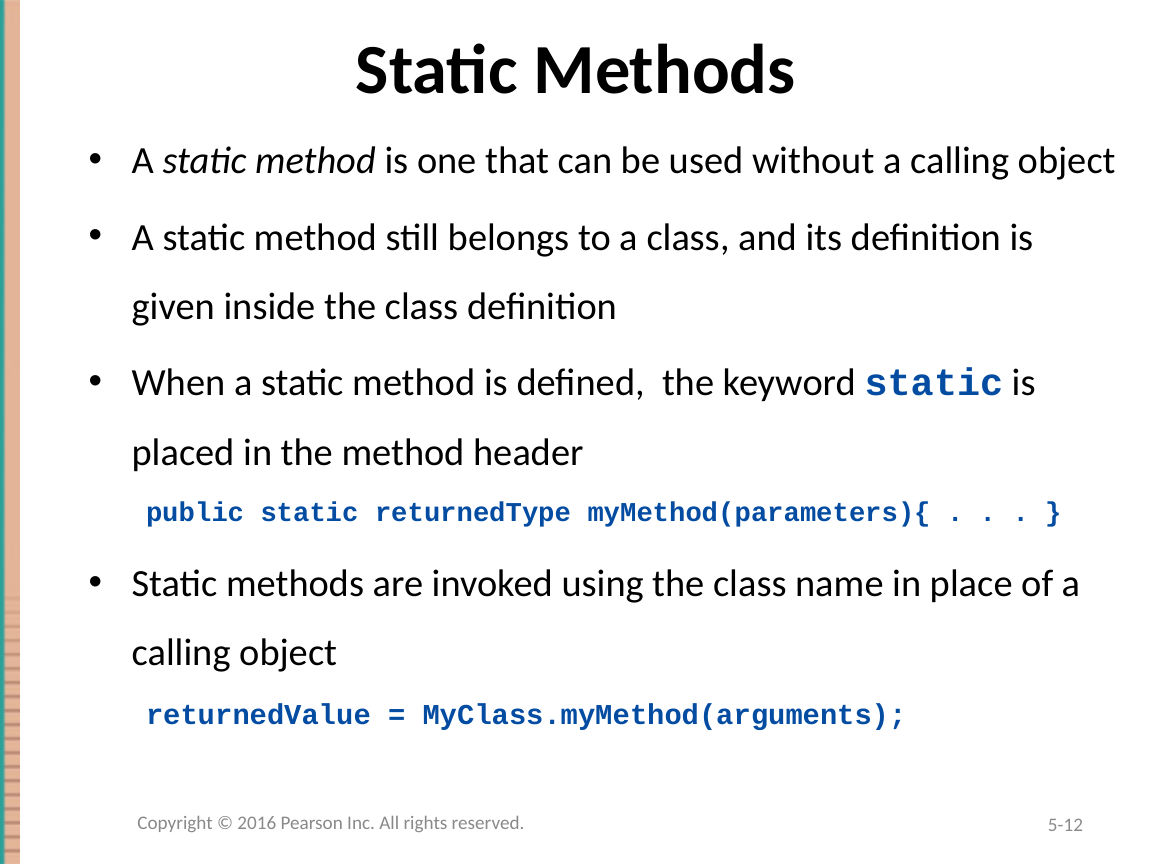 Static Methods
• A static method is one that can be used without a calling object
• A static method still belongs to a class, and its definition is
given inside the class definition
• When a static method is defined,  the keyword static is
placed in the method header
public static returnedType myMethod(parameters){ . . . }
• Static methods are invoked using the class name in place of a
calling object
returnedValue = MyClass.myMethod(arguments);
Copyright © 2016 Pearson Inc. All rights reserved.
5-12